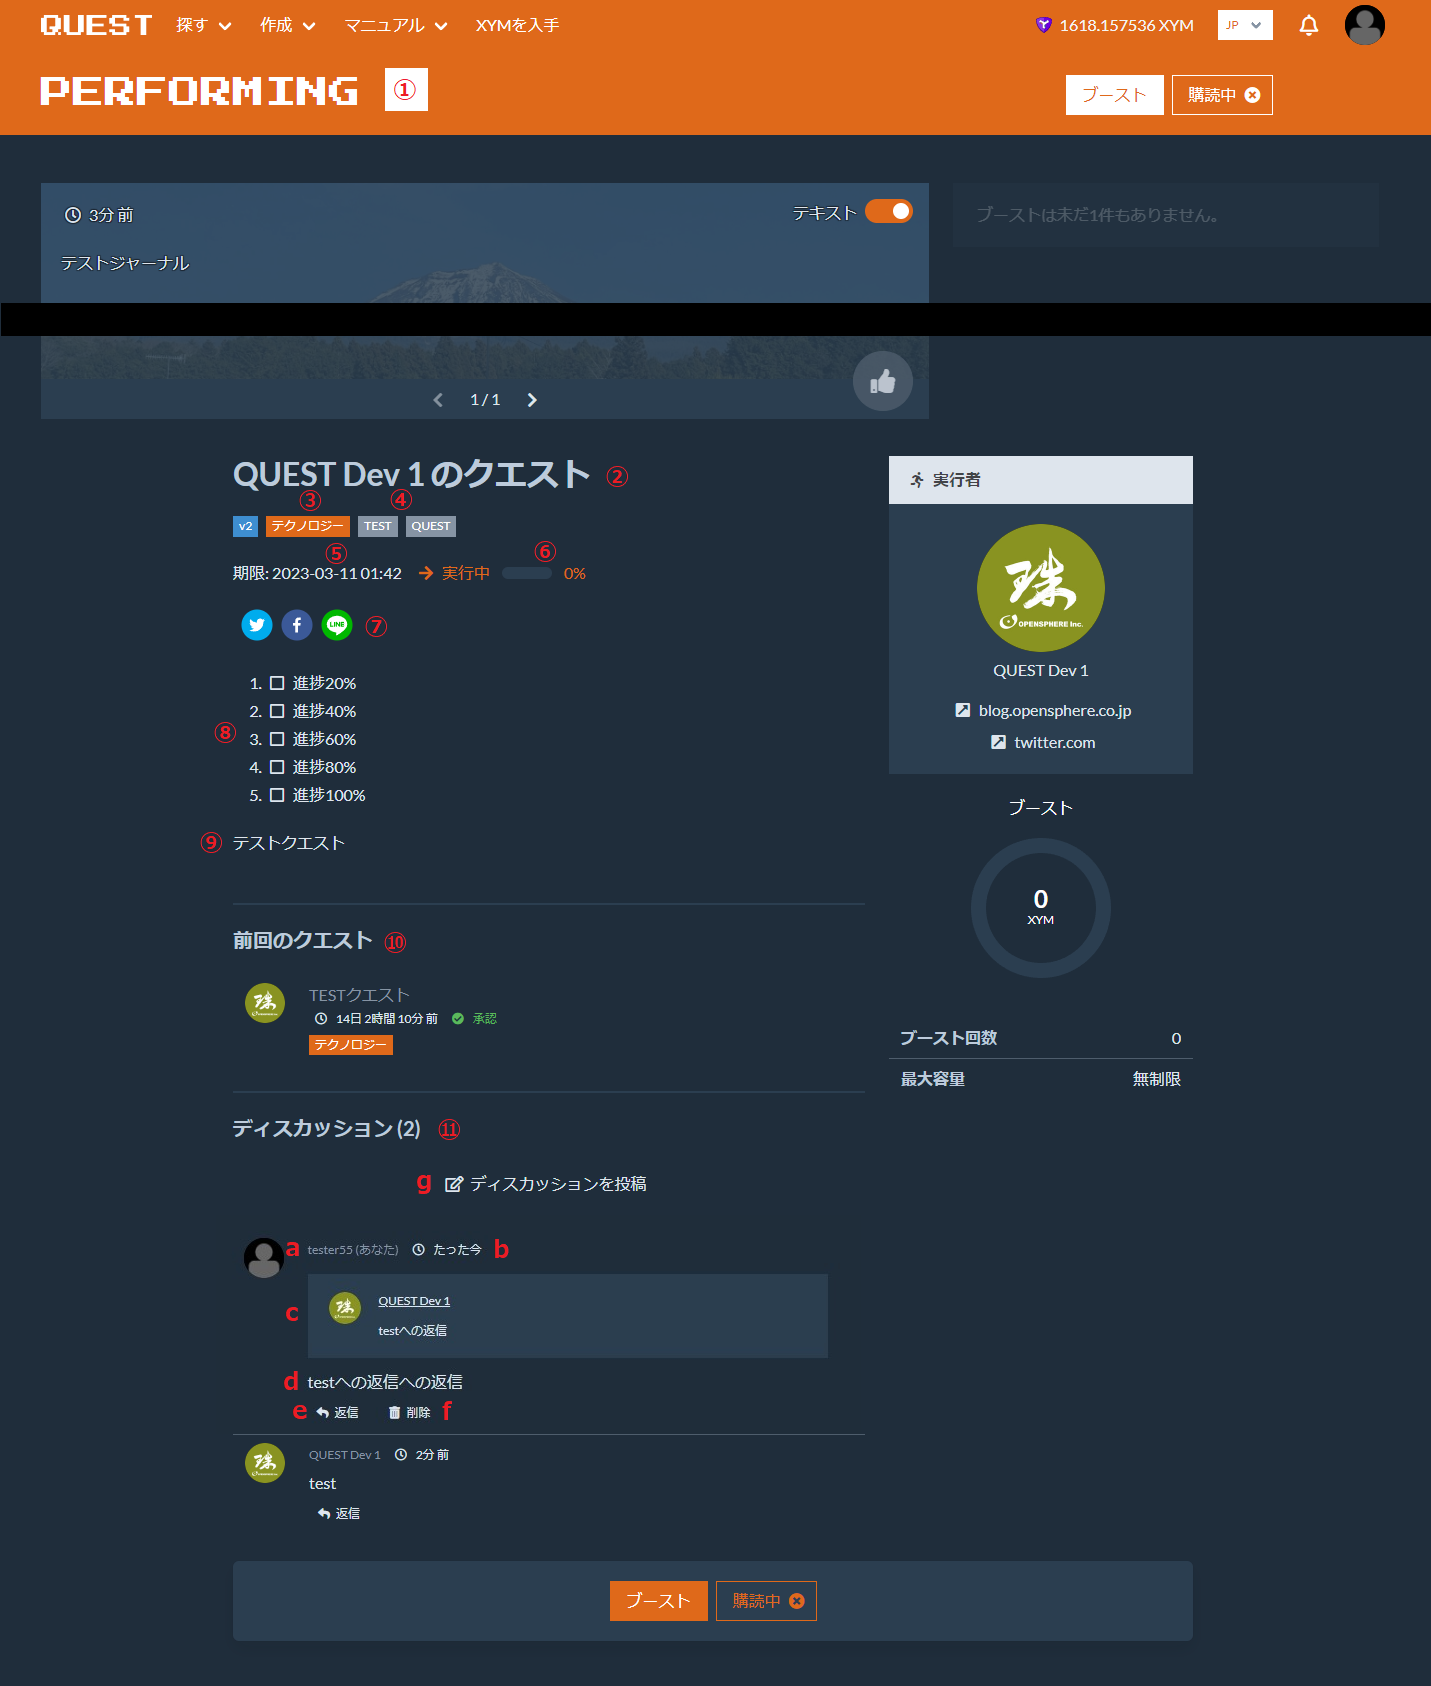 QUEST 探す 作成 マニュアル XYMを入手 1618.157536 XYM JP
PERFORMING ① ブースト 購読中
3分前 テキスト
テストジャーナル
ブーストは未だ1件もありません。
1 / 1
QUEST Dev 1 のクエスト ②
③ ④
v2 テクノロジー TEST QUEST
⑤ ⑥
期限: 2023-03-11 01:42 実行中 0%
LINE ⑦
⑧
1. 進捗20%
2. 進捗40%
3. 進捗60%
4. 進捗80%
5. 進捗100%
⑨ テストクエスト
前回のクエスト ⑩
TESTクエスト
14日 2時間 10分 前 承認
テクノロジー
ディスカッション (2) ⑪
g ディスカッションを投稿
a tester55 (あなた) たった今 b
c QUEST Dev 1
testへの返信
d testへの返信への返信
e 返信 削除 f
QUEST Dev 1 2分 前
test
返信
実行者
珠
OPENSPHERE Inc.
QUEST Dev 1
blog.opensphere.co.jp
twitter.com
ブースト
0
XYM
ブースト回数 0
最大容量 無制限
ブースト 購読中